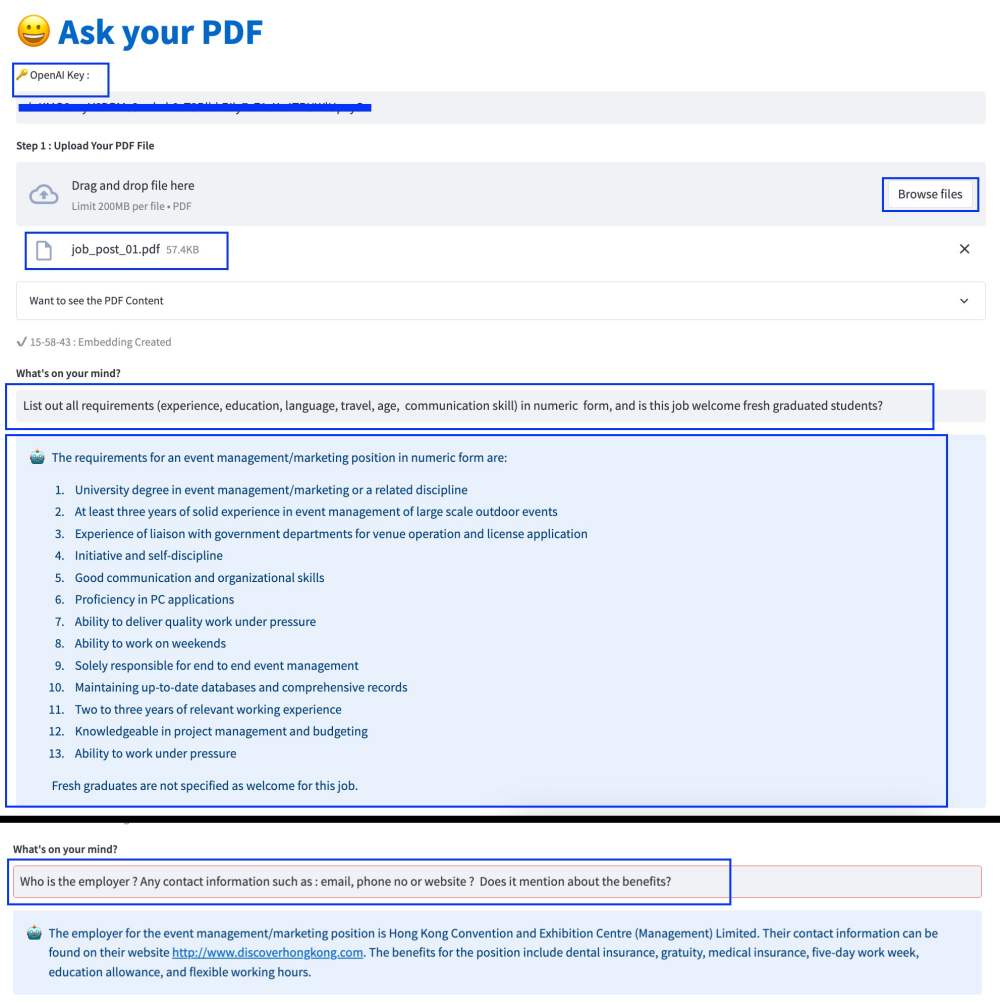 😀 Ask your PDF
🔑 OpenAI Key :
Step 1 : Upload Your PDF File
Drag and drop file here
Limit 200MB per file • PDF
Browse files
job_post_01.pdf 57.4KB
Want to see the PDF Content
✔ 15-58-43 : Embedding Created
What's on your mind?
List out all requirements (experience, education, language, travel, age, communication skill) in numeric form, and is this job welcome fresh graduated students?
The requirements for an event management/marketing position in numeric form are:
1. University degree in event management/marketing or a related discipline
2. At least three years of solid experience in event management of large scale outdoor events
3. Experience of liaison with government departments for venue operation and license application
4. Initiative and self-discipline
5. Good communication and organizational skills
6. Proficiency in PC applications
7. Ability to deliver quality work under pressure
8. Ability to work on weekends
9. Solely responsible for end to end event management
10. Maintaining up-to-date databases and comprehensive records
11. Two to three years of relevant working experience
12. Knowledgeable in project management and budgeting
13. Ability to work under pressure
Fresh graduates are not specified as welcome for this job.
What's on your mind?
Who is the employer ? Any contact information such as : email, phone no or website ? Does it mention about the benefits?
The employer for the event management/marketing position is Hong Kong Convention and Exhibition Centre (Management) Limited. Their contact information can be
found on their website http://www.discoverhongkong.com. The benefits for the position include dental insurance, gratuity, medical insurance, five-day work week,
education allowance, and flexible working hours.